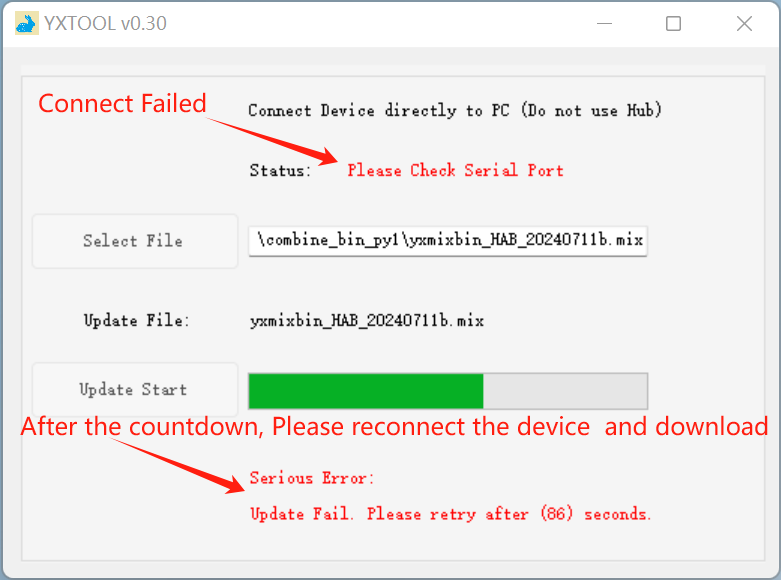 YXTOOL v0.30
Connect Failed
Connect Device directly to PC (Do not use Hub)
Status: Please Check Serial Port
Select File \combine_bin_py1\yxmixbin_HAB_20240711b.mix
Update File: yxmixbin_HAB_20240711b.mix
Update Start
After the countdown, Please reconnect the device and download
Serious Error:
Update Fail. Please retry after (86) seconds.